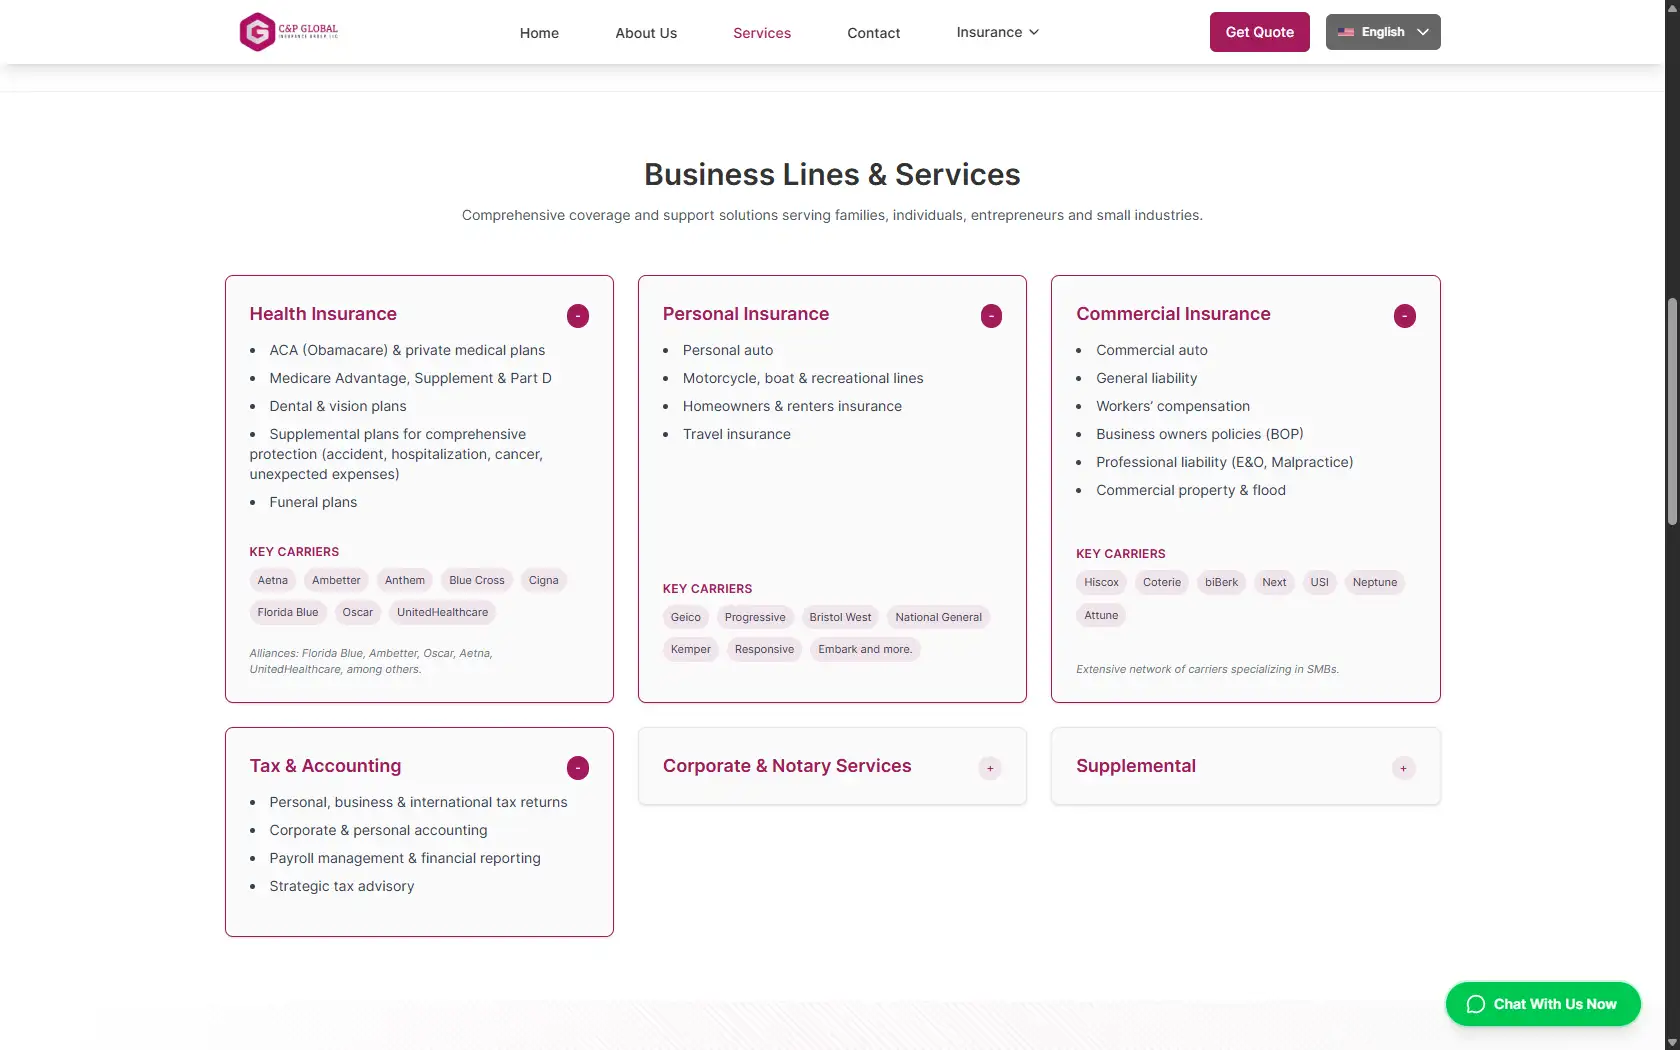 C&P GLOBAL
INSURANCE GROUP LLC
Home
About Us
Services
Contact
Insurance
Get Quote
English
Business Lines & Services
Comprehensive coverage and support solutions serving families, individuals, entrepreneurs and small industries.
Health Insurance
-
ACA (Obamacare) & private medical plans
Medicare Advantage, Supplement & Part D
Dental & vision plans
Supplemental plans for comprehensive
protection (accident, hospitalization, cancer,
unexpected expenses)
Funeral plans
KEY CARRIERS
Aetna Ambetter Anthem Blue Cross Cigna
Florida Blue Oscar UnitedHealthcare
Alliances: Florida Blue, Ambetter, Oscar, Aetna,
UnitedHealthcare, among others.
Personal Insurance
-
Personal auto
Motorcycle, boat & recreational lines
Homeowners & renters insurance
Travel insurance
KEY CARRIERS
Geico Progressive Bristol West National General
Kemper Responsive Embark and more.
Commercial Insurance
-
Commercial auto
General liability
Workers’ compensation
Business owners policies (BOP)
Professional liability (E&O, Malpractice)
Commercial property & flood
KEY CARRIERS
Hiscox Coterie biBerk Next USI Neptune
Attune
Extensive network of carriers specializing in SMBs.
Tax & Accounting
-
Personal, business & international tax returns
Corporate & personal accounting
Payroll management & financial reporting
Strategic tax advisory
Corporate & Notary Services
+
Supplemental
+
Chat With Us Now